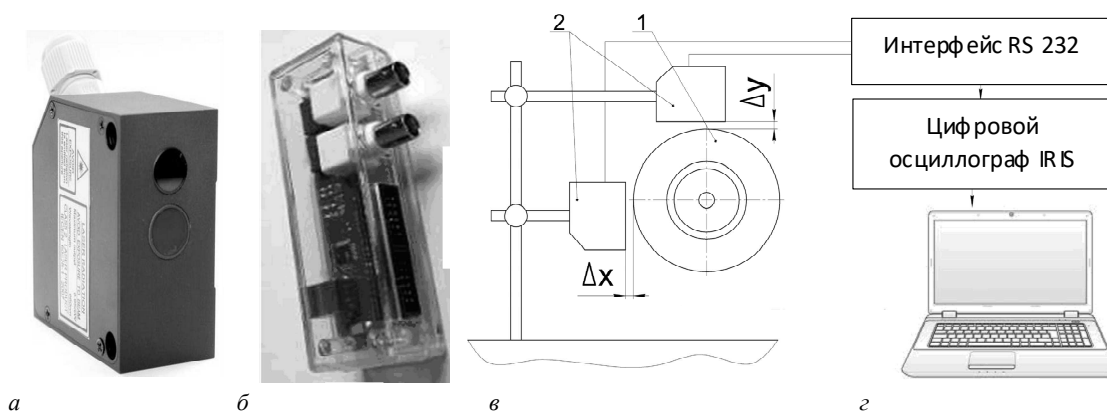 2
1
Δy
Δx
Интерфейс RS 232
Цифровой
осциллограф IRIS
а
б
в
г